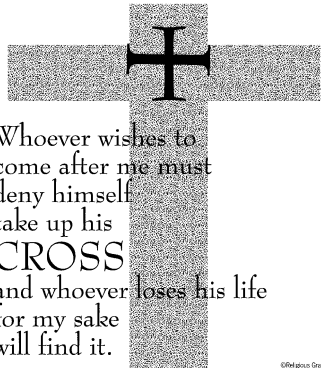 Whoever wishes to
come after me must
deny himself
take up his
CROSS
and whoever loses his life
for my sake
will find it.
©Religious Gra